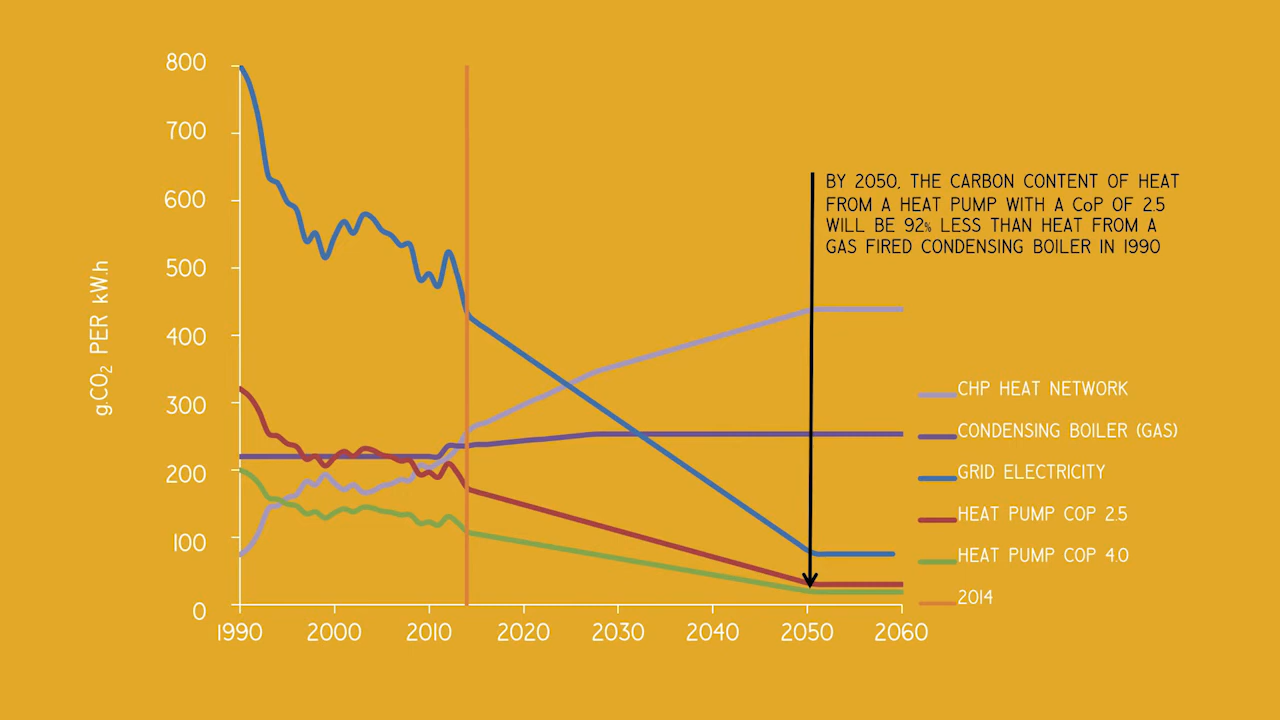 800
700
600
500
400
300
200
100
0
g.CO₂ PER kW.h
1990 2000 2010 2020 2030 2040 2050 2060
BY 2050, THE CARBON CONTENT OF HEAT
FROM A HEAT PUMP WITH A CoP OF 2.5
WILL BE 92% LESS THAN HEAT FROM A
GAS FIRED CONDENSING BOILER IN 1990
CHP HEAT NETWORK
CONDENSING BOILER (GAS)
GRID ELECTRICITY
HEAT PUMP COP 2.5
HEAT PUMP COP 4.0
2014